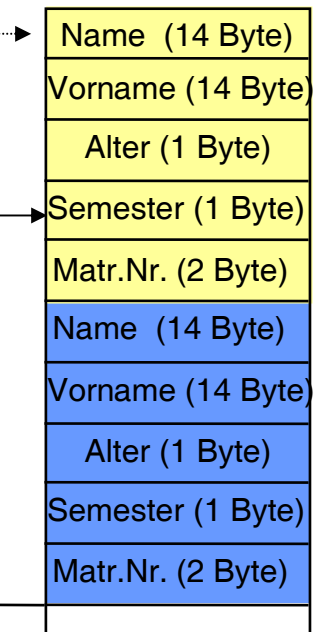 Name (14 Byte)
Vorname (14 Byte)
Alter (1 Byte)
Semester (1 Byte)
Matr.Nr. (2 Byte)
Name (14 Byte)
Vorname (14 Byte)
Alter (1 Byte)
Semester (1 Byte)
Matr.Nr. (2 Byte)